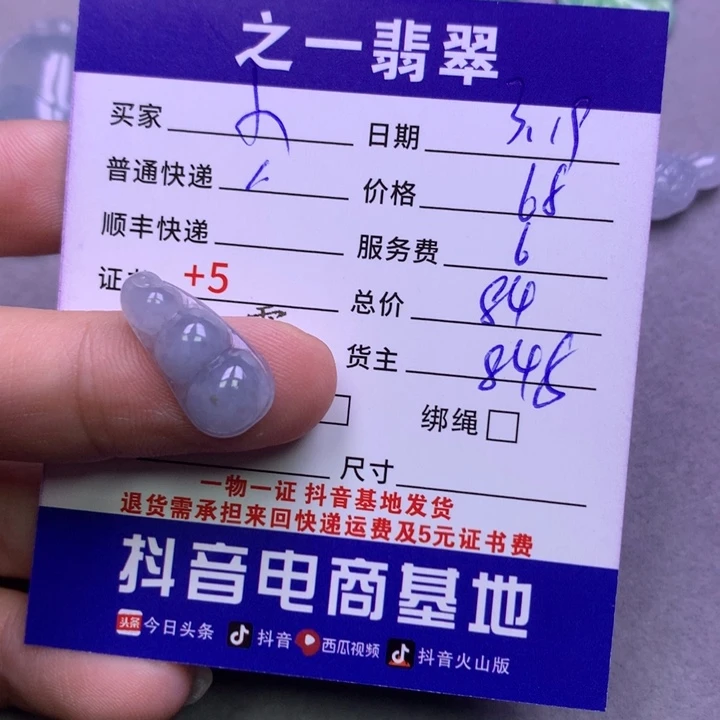 之一翡翠
买家 日期 3.19
普通快递 ✓ 价格 68
顺丰快递 服务费 6
证 +5 总价 84
货主 848
绑绳
尺寸
一物一证 抖音基地发货
退货需承担来回快递运费及5元证书费
抖音电商基地
头条 今日头条 抖音 西瓜视频 抖音火山版